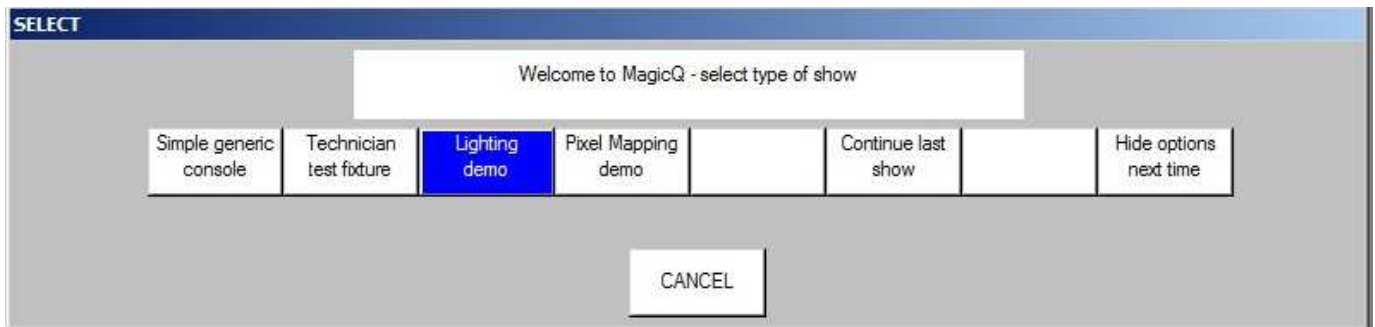 SELECT
Welcome to MagicQ - select type of show
Simple generic
console
Technician
test fixture
Lighting
demo
Pixel Mapping
demo
Continue last
show
Hide options
next time
CANCEL